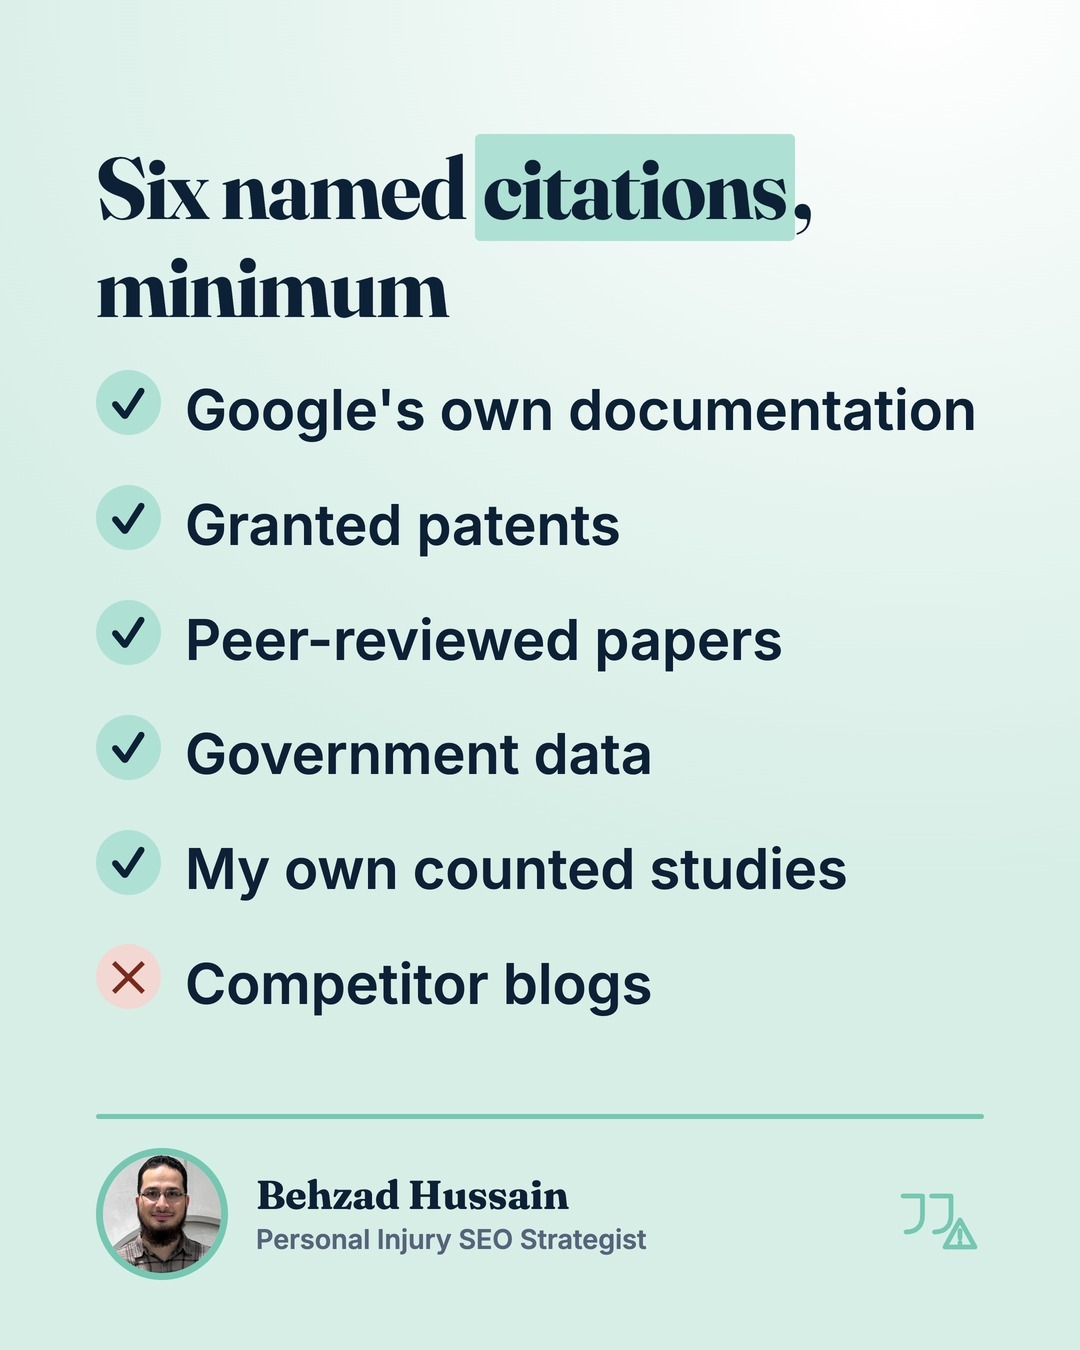 Six named citations,
minimum
Google's own documentation
Granted patents
Peer-reviewed papers
Government data
My own counted studies
Competitor blogs
Behzad Hussain
Personal Injury SEO Strategist